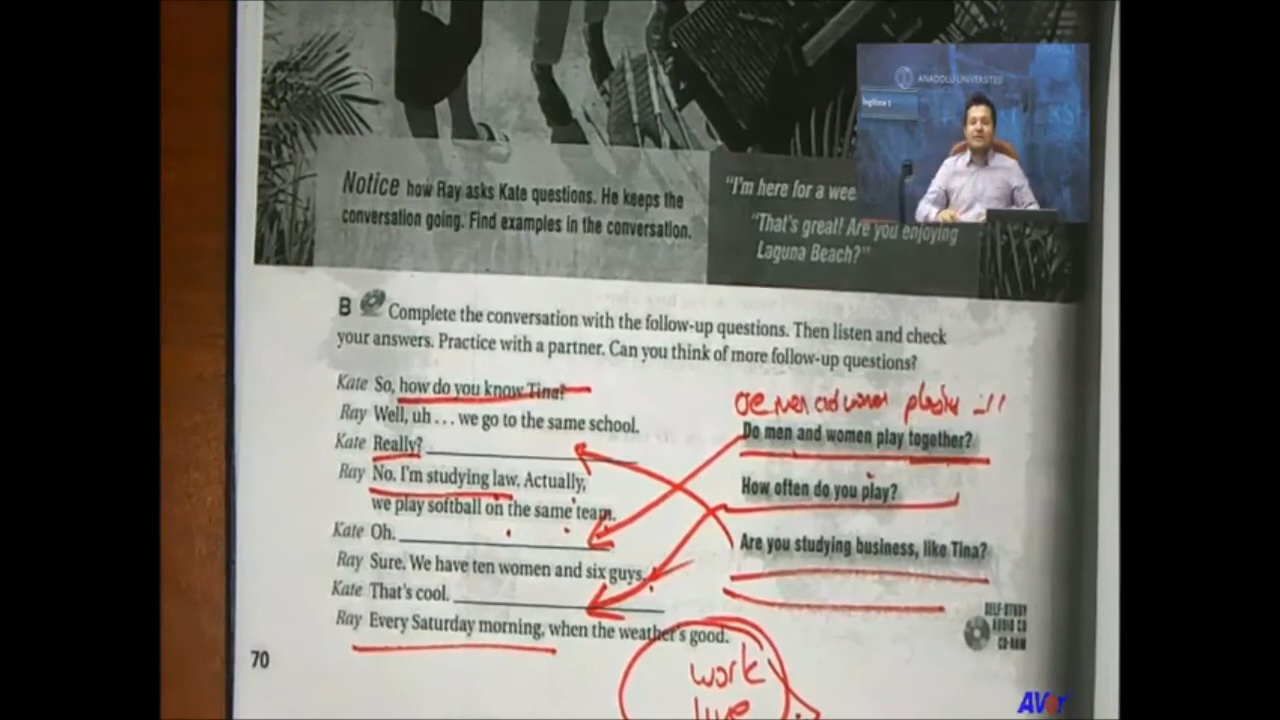 ANADOLU ÜNİVERSİTESİ
İngilizce 1
Notice how Ray asks Kate questions. He keeps the
conversation going. Find examples in the conversation.
"I'm here for a wee
"That's great! Are you enjoying
Laguna Beach?"
B Complete the conversation with the follow-up questions. Then listen and check
your answers. Practice with a partner. Can you think of more follow-up questions?
Kate So, how do you know Tina?
Ray Well, uh . . . we go to the same school.
Kate Really?
Ray No. I'm studying law. Actually,
we play softball on the same team.
Kate Oh.
Ray Sure. We have ten women and six guys.
Kate That's cool.
Ray Every Saturday morning, when the weather's good.
men and women
Do men and women play together?
How often do you play?
Are you studying business, like Tina?
SELF-STUDY
AUDIO CD
CD-ROM
70
work
live